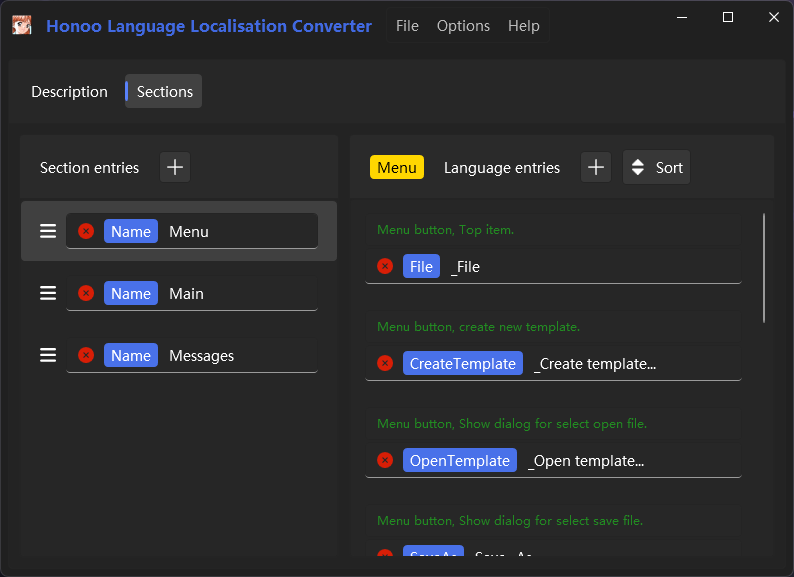 Honoo Language Localisation Converter File Options Help
Description Sections
Section entries
Name Menu
Name Main
Name Messages
Menu Language entries Sort
Menu button, Top item.
File _File
Menu button, create new template.
CreateTemplate _Create template...
Menu button, Show dialog for select open file.
OpenTemplate _Open template...
Menu button, Show dialog for select save file.
SaveAs